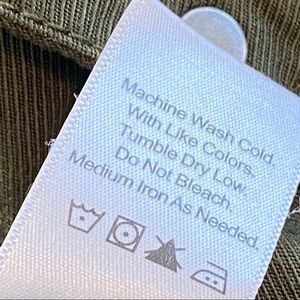 Machine Wash Cold.
With Like Colors.
Tumble Dry Low.
Do Not Bleach.
Medium Iron As Needed.